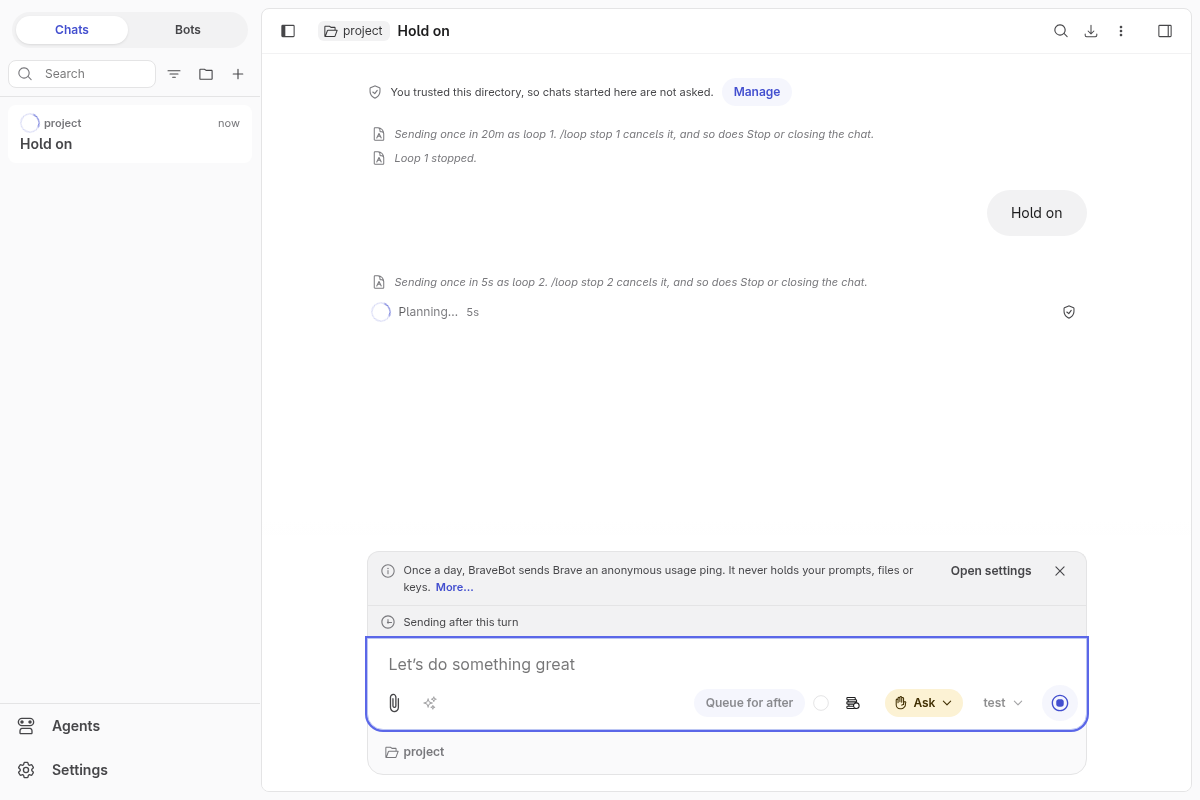 Chats
Bots
Search
project
now
Hold on
Agents
Settings
project
Hold on
You trusted this directory, so chats started here are not asked.
Manage
Sending once in 20m as loop 1. /loop stop 1 cancels it, and so does Stop or closing the chat.
Loop 1 stopped.
Hold on
Sending once in 5s as loop 2. /loop stop 2 cancels it, and so does Stop or closing the chat.
Planning... 5s
Once a day, BraveBot sends Brave an anonymous usage ping. It never holds your prompts, files or
keys. More...
Open settings
Sending after this turn
Let's do something great
Queue for after
Ask
test
project